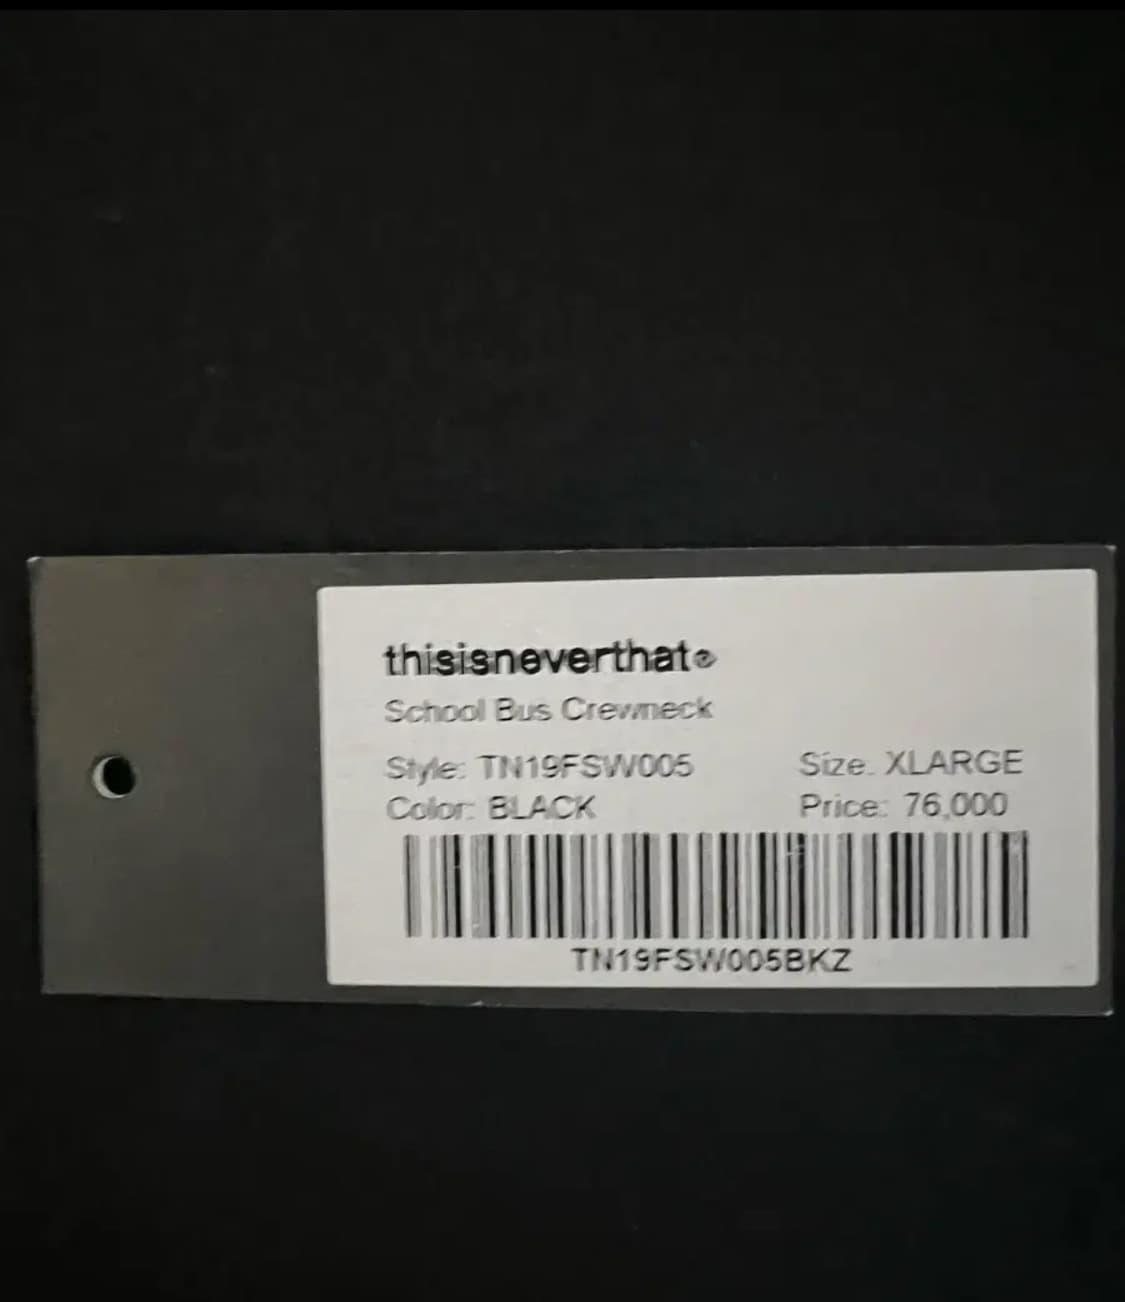 thisisneverthat®
School Bus Crewneck
Style: TN19FSW005
Size: XLARGE
Color: BLACK
Price: 76,000
TN19FSW005BKZ